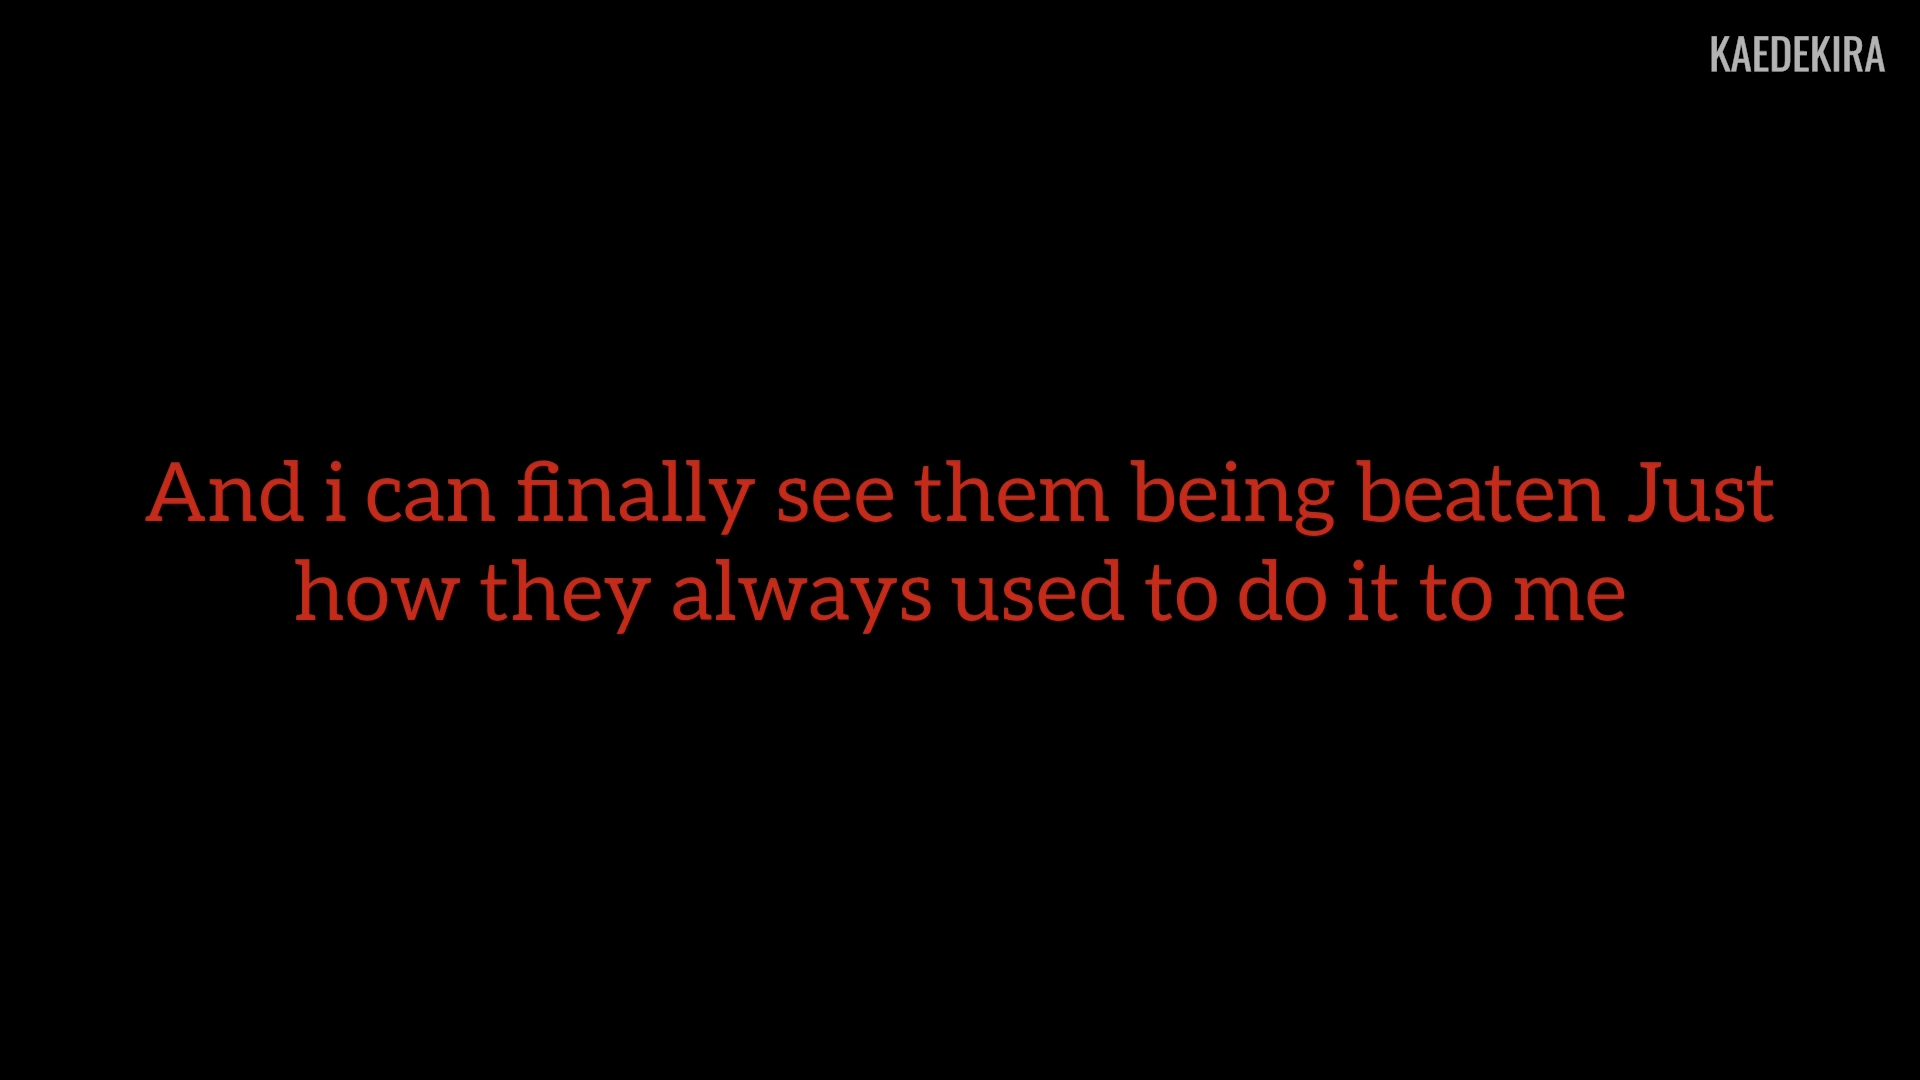 KAEDEKIRA
And i can finally see them being beaten Just
how they always used to do it to me